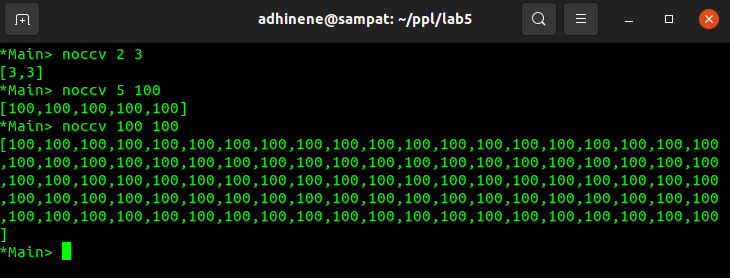 adhinene@sampat: ~/ppl/lab5
*Main> noccv 2 3
[3,3]
*Main> noccv 5 100
[100,100,100,100,100]
*Main> noccv 100 100
[100,100,100,100,100,100,100,100,100,100,100,100,100,100,100,100,100,100,100,100
,100,100,100,100,100,100,100,100,100,100,100,100,100,100,100,100,100,100,100,100
,100,100,100,100,100,100,100,100,100,100,100,100,100,100,100,100,100,100,100,100
,100,100,100,100,100,100,100,100,100,100,100,100,100,100,100,100,100,100,100,100
,100,100,100,100,100,100,100,100,100,100,100,100,100,100,100,100,100,100,100,100
]
*Main>